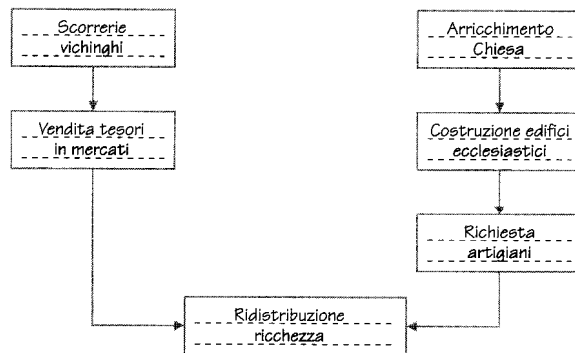 Scorrerie
vichinghi
Vendita tesori
in mercati
Arricchimento
Chiesa
Costruzione edifici
ecclesiastici
Richiesta
artigiani
Ridistribuzione
ricchezza